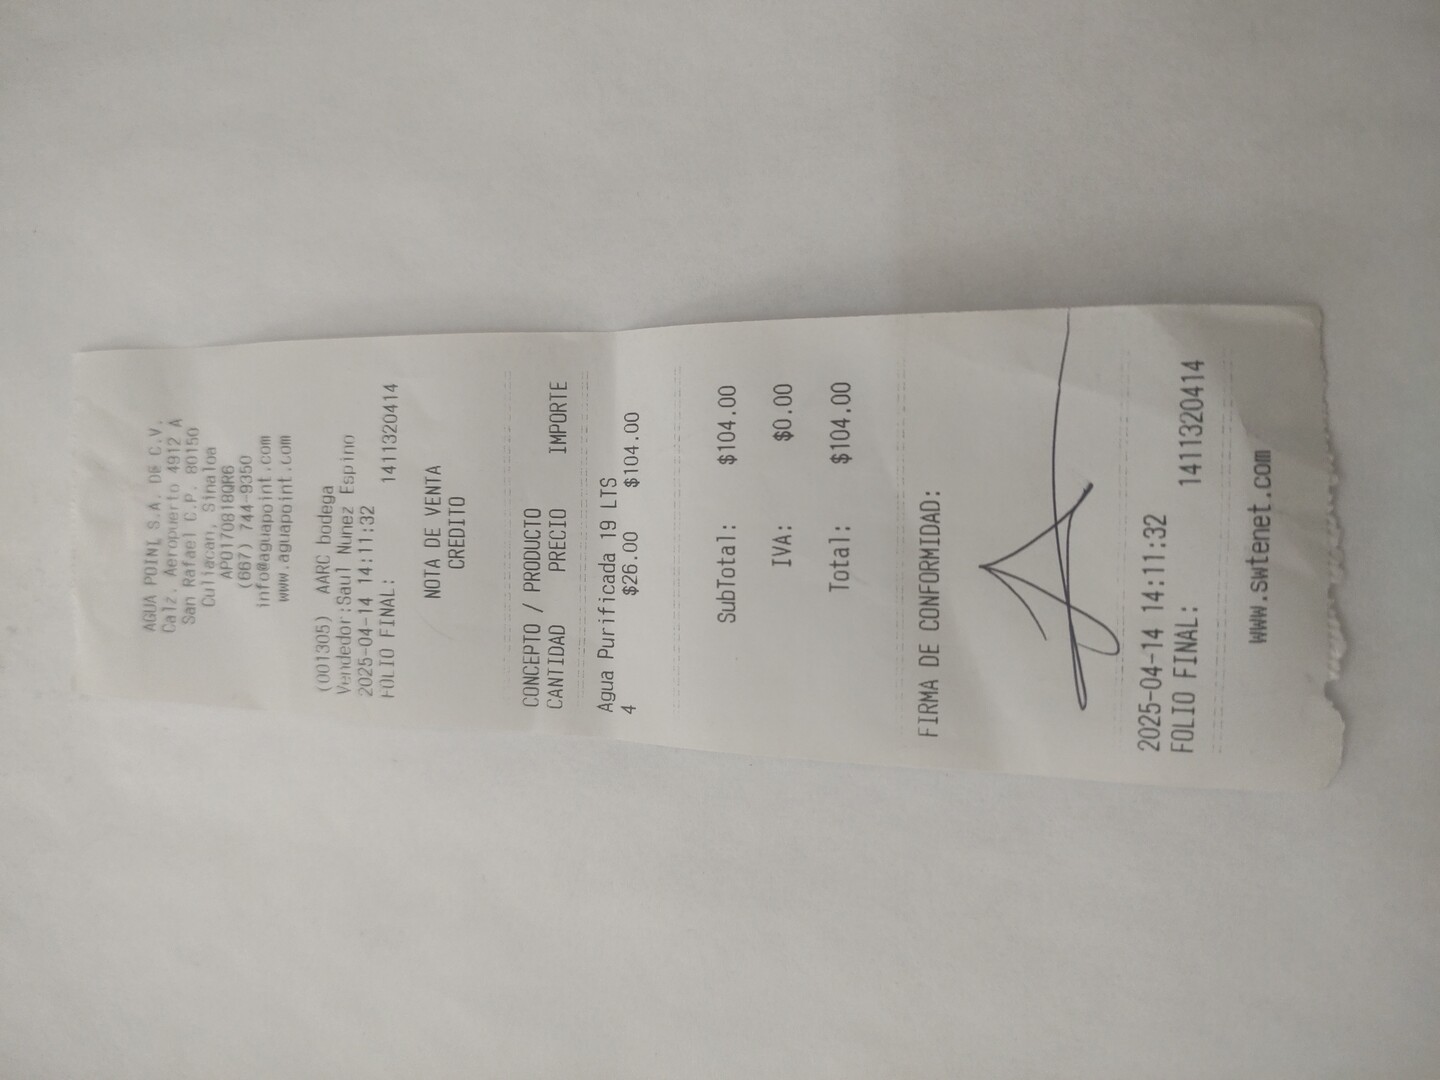 AGUA POINT S.A. DE C.V.
Calz. Aeropuerto 4912 A
San Rafael C.P. 80150
Culiacan, Sinaloa
APO170818QR6
(667) 744-9350
info@aguapoint.com
www.aguapoint.com
(001305) AARC bodega
Vendedor:Saul Nunez Espino
2025-04-14 14:11:32
FOLIO FINAL: 1411320414
NOTA DE VENTA
CREDITO
CONCEPTO / PRODUCTO
CANTIDAD PRECIO IMPORTE
Agua Purificada 19 LTS
4 $26.00 $104.00
SubTotal: $104.00
IVA: $0.00
Total: $104.00
FIRMA DE CONFORMIDAD:
2025-04-14 14:11:32
FOLIO FINAL: 1411320414
www.swtenet.com